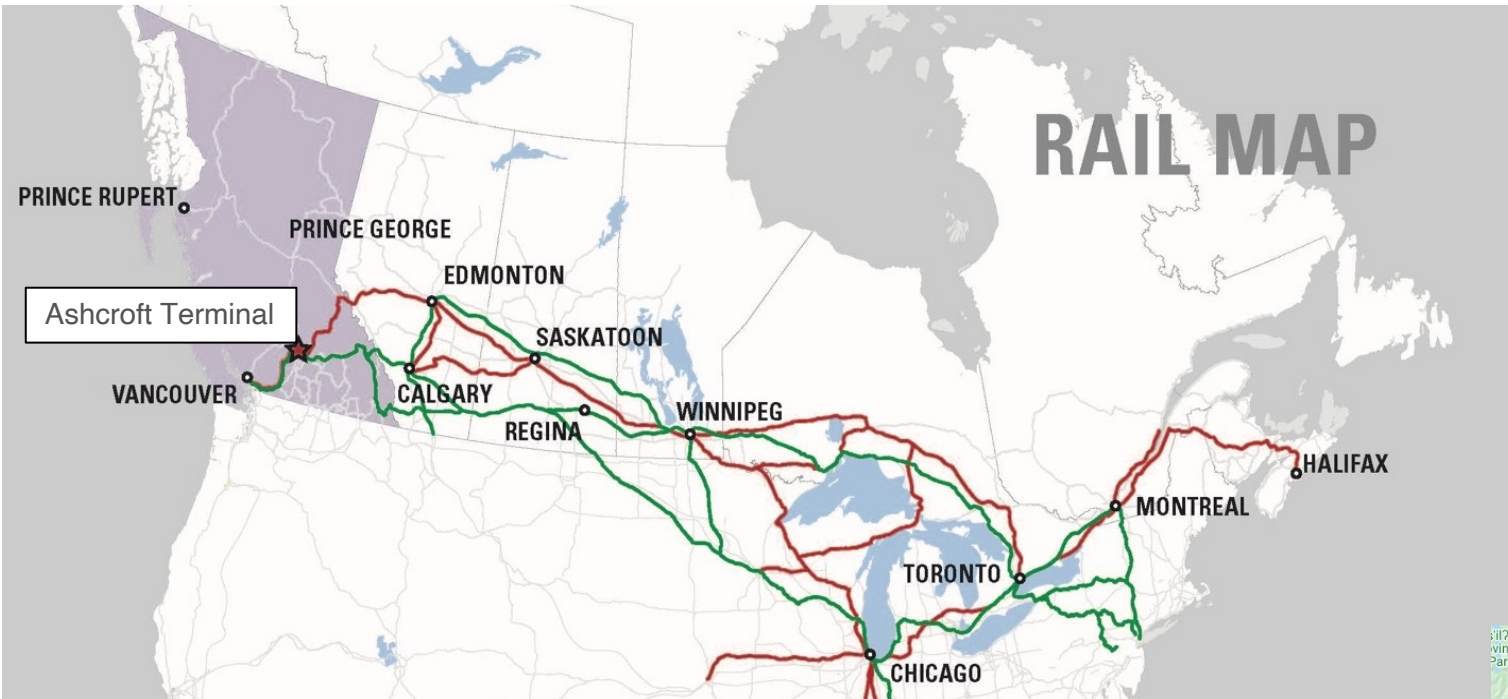 RAIL MAP
PRINCE RUPERT
PRINCE GEORGE
EDMONTON
Ashcroft Terminal
SASKATOON
VANCOUVER
CALGARY
WINNIPEG
REGINA
HALIFAX
MONTREAL
TORONTO
CHICAGO